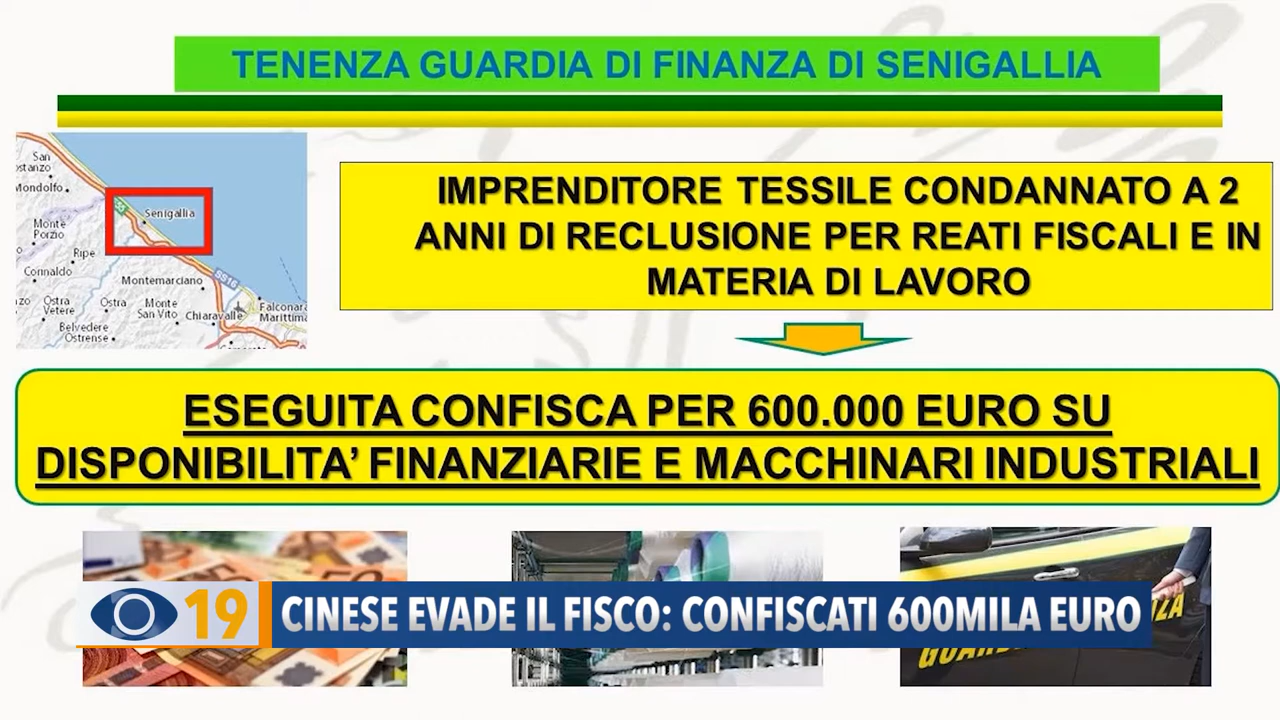 TENENZA GUARDIA DI FINANZA DI SENIGALLIA
San
ostanzo
Mondolfo
Senigallia
Monte
Porzio
Ripe
Corinaldo
SS16
Montemarciano
Ostra
Vetere
Ostra
Monte
San Vito
Chiaravalle
Falconara
Marittima
Belvedere
Ostrense
IMPRENDITORE TESSILE CONDANNATO A 2
ANNI DI RECLUSIONE PER REATI FISCALI E IN
MATERIA DI LAVORO
ESEGUITA CONFISCA PER 600.000 EURO SU
DISPONIBILITA' FINANZIARIE E MACCHINARI INDUSTRIALI
19
CINESE EVADE IL FISCO: CONFISCATI 600MILA EURO